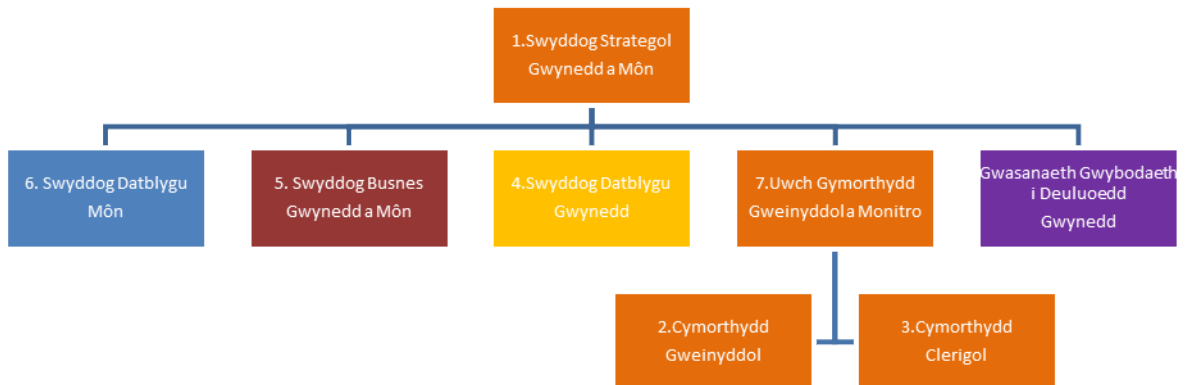 1.Swyddog Strategol
Gwynedd a Môn
6. Swyddog Datblygu
Môn
5. Swyddog Busnes
Gwynedd a Môn
4.Swyddog Datblygu
Gwynedd
7.Uwch Gymorthydd
Gweinyddol a Monitro
Gwasanaeth Gwybodaeth
i Deuluoedd
Gwynedd
2.Cymorthydd
Gweinyddol
3.Cymorthydd
Clerigol